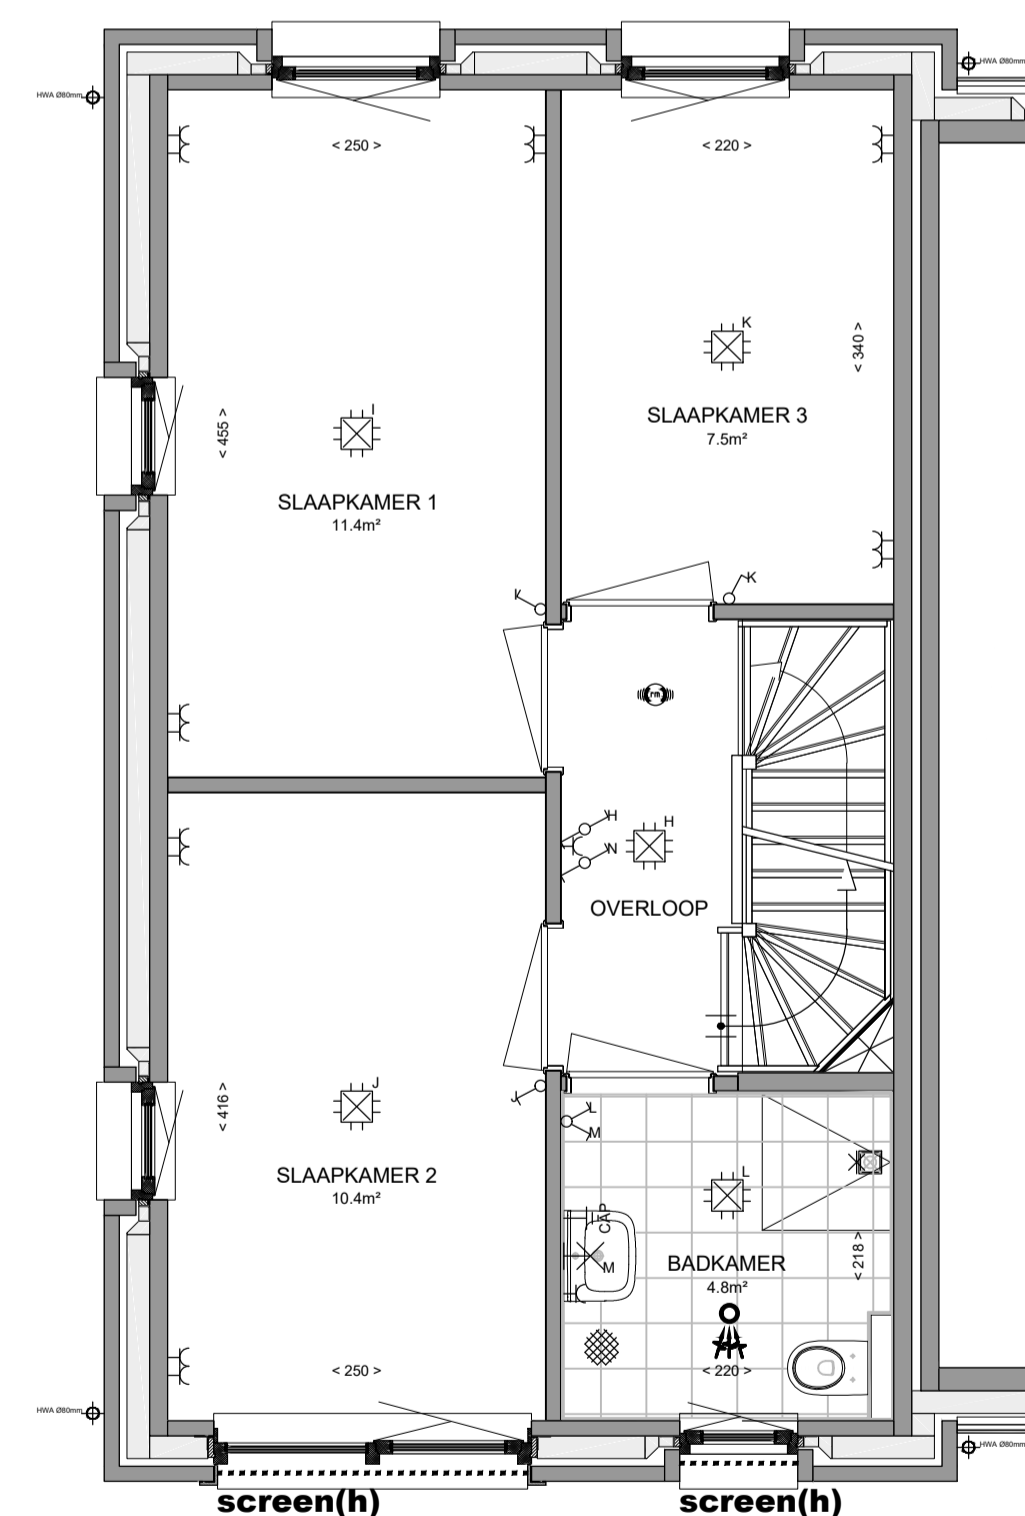 HWA Ø80mm
HWA Ø80mm
< 250 >
< 220 >
K
< 340 >
I
SLAAPKAMER 3
7.5m²
< 455 >
SLAAPKAMER 1
11.4m²
K
I
rm
H
H
N
OVERLOOP
J
J
L
M
< 416 >
L
SLAAPKAMER 2
10.4m²
CAP
M
BADKAMER
4.8m²
< 218 >
< 250 >
< 220 >
HWA Ø80mm
HWA Ø80mm
screen(h)
screen(h)